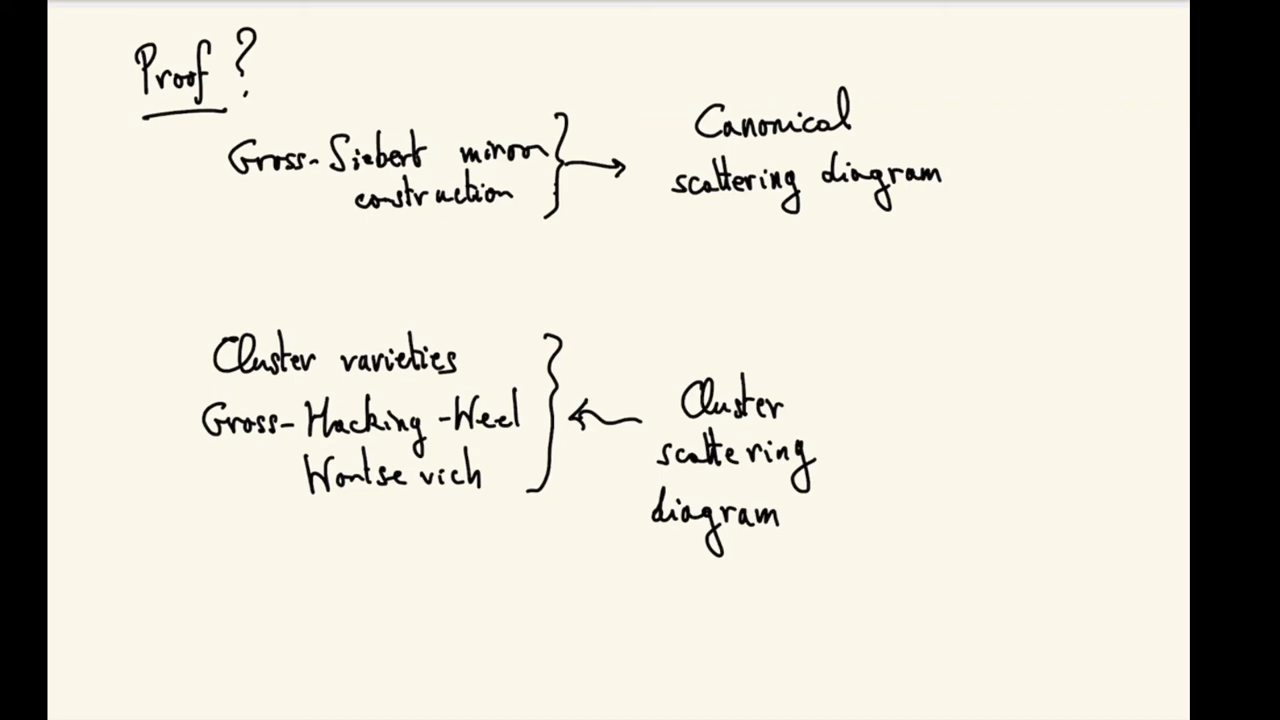 Proof?
Gross-Siebert mirror
construction
Canonical
scattering diagram
Cluster varieties
Gross-Hacking-Keel
Kontsevich
Cluster
scattering
diagram